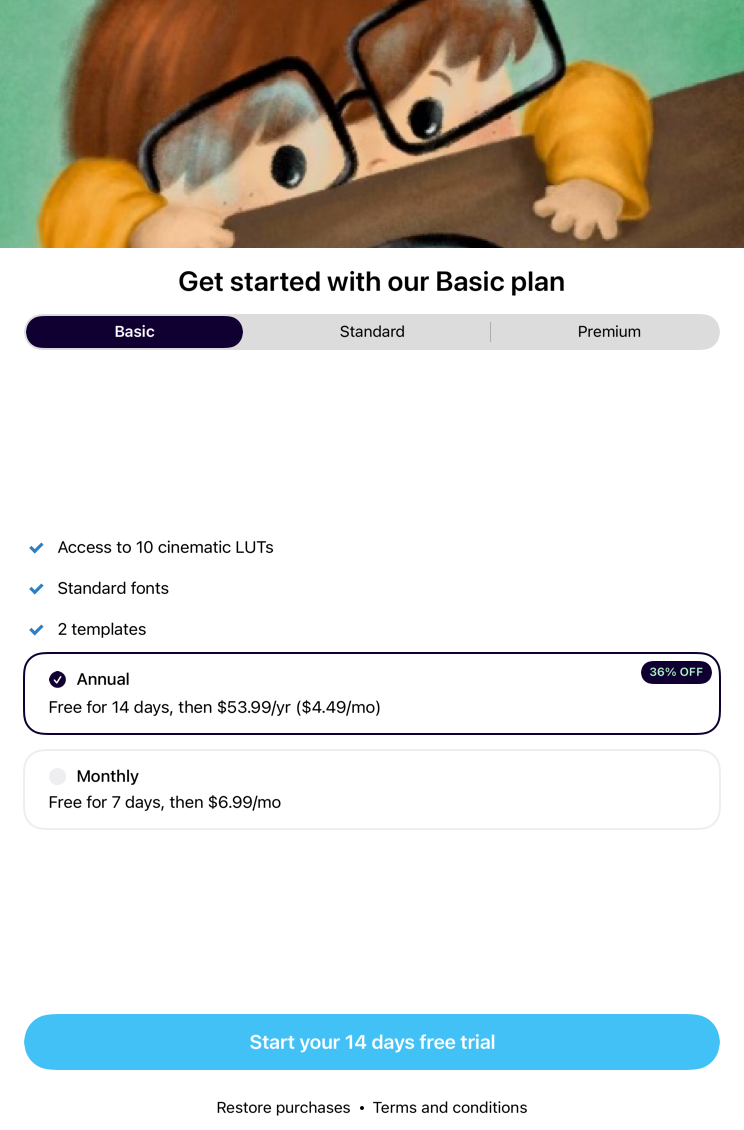 Get started with our Basic plan
Basic
Standard
Premium
Access to 10 cinematic LUTs
Standard fonts
2 templates
Annual
36% OFF
Free for 14 days, then $53.99/yr ($4.49/mo)
Monthly
Free for 7 days, then $6.99/mo
Start your 14 days free trial
Restore purchases • Terms and conditions